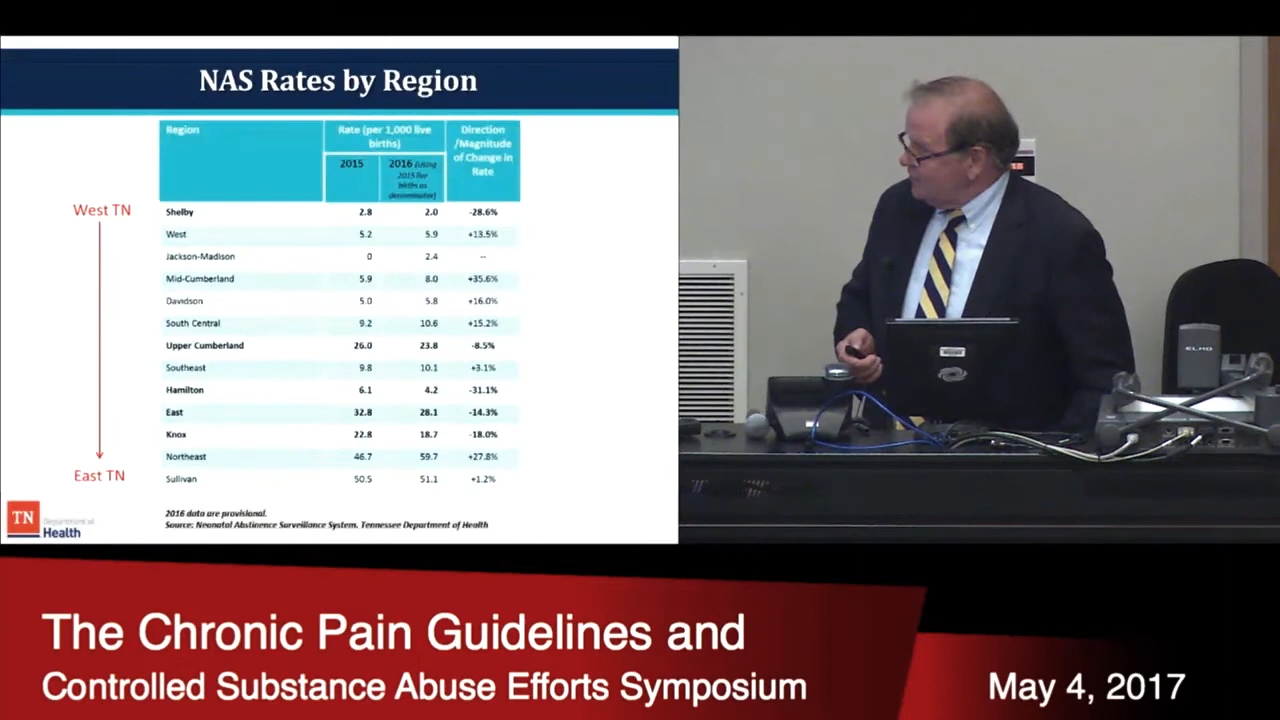 NAS Rates by Region
Region
Rate (per 1,000 live
births)
Direction
/Magnitude
of Change in
Rate
2015
2016 (Using
2015 live
births as
denominator)
West TN
Shelby 2.8 2.0 -28.6%
West 5.2 5.9 +13.5%
Jackson-Madison 0 2.4 --
Mid-Cumberland 5.9 8.0 +35.6%
Davidson 5.0 5.8 +16.0%
South Central 9.2 10.6 +15.2%
Upper Cumberland 26.0 23.8 -8.5%
Southeast 9.8 10.1 +3.1%
Hamilton 6.1 4.2 -31.1%
East 32.8 28.1 -14.3%
Knox 22.8 18.7 -18.0%
Northeast 46.7 59.7 +27.8%
East TN
Sullivan 50.5 51.1 +1.2%
TN
Department of
Health
2016 data are provisional.
Source: Neonatal Abstinence Surveillance System. Tennessee Department of Health
ELMO
The Chronic Pain Guidelines and
Controlled Substance Abuse Efforts Symposium
May 4, 2017